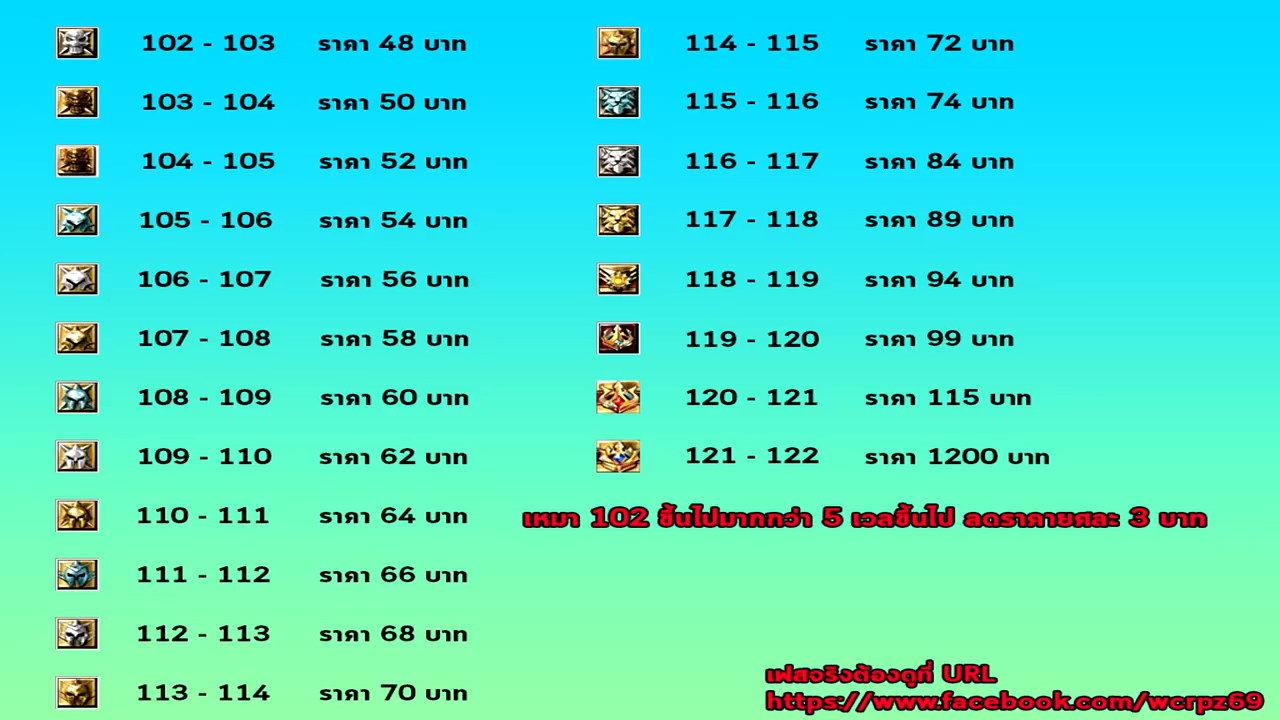 102 - 103 ราคา 48 บาท
103 - 104 ราคา 50 บาท
104 - 105 ราคา 52 บาท
105 - 106 ราคา 54 บาท
106 - 107 ราคา 56 บาท
107 - 108 ราคา 58 บาท
108 - 109 ราคา 60 บาท
109 - 110 ราคา 62 บาท
110 - 111 ราคา 64 บาท
111 - 112 ราคา 66 บาท
112 - 113 ราคา 68 บาท
113 - 114 ราคา 70 บาท
114 - 115 ราคา 72 บาท
115 - 116 ราคา 74 บาท
116 - 117 ราคา 84 บาท
117 - 118 ราคา 89 บาท
118 - 119 ราคา 94 บาท
119 - 120 ราคา 99 บาท
120 - 121 ราคา 115 บาท
121 - 122 ราคา 1200 บาท
เหมา 102 ขึ้นไปมากกว่า 5 เวลขึ้นไป ลดราคายศละ 3 บาท
เฟสจริงต้องดูที่ URL
https://www.facebook.com/wcrpz69